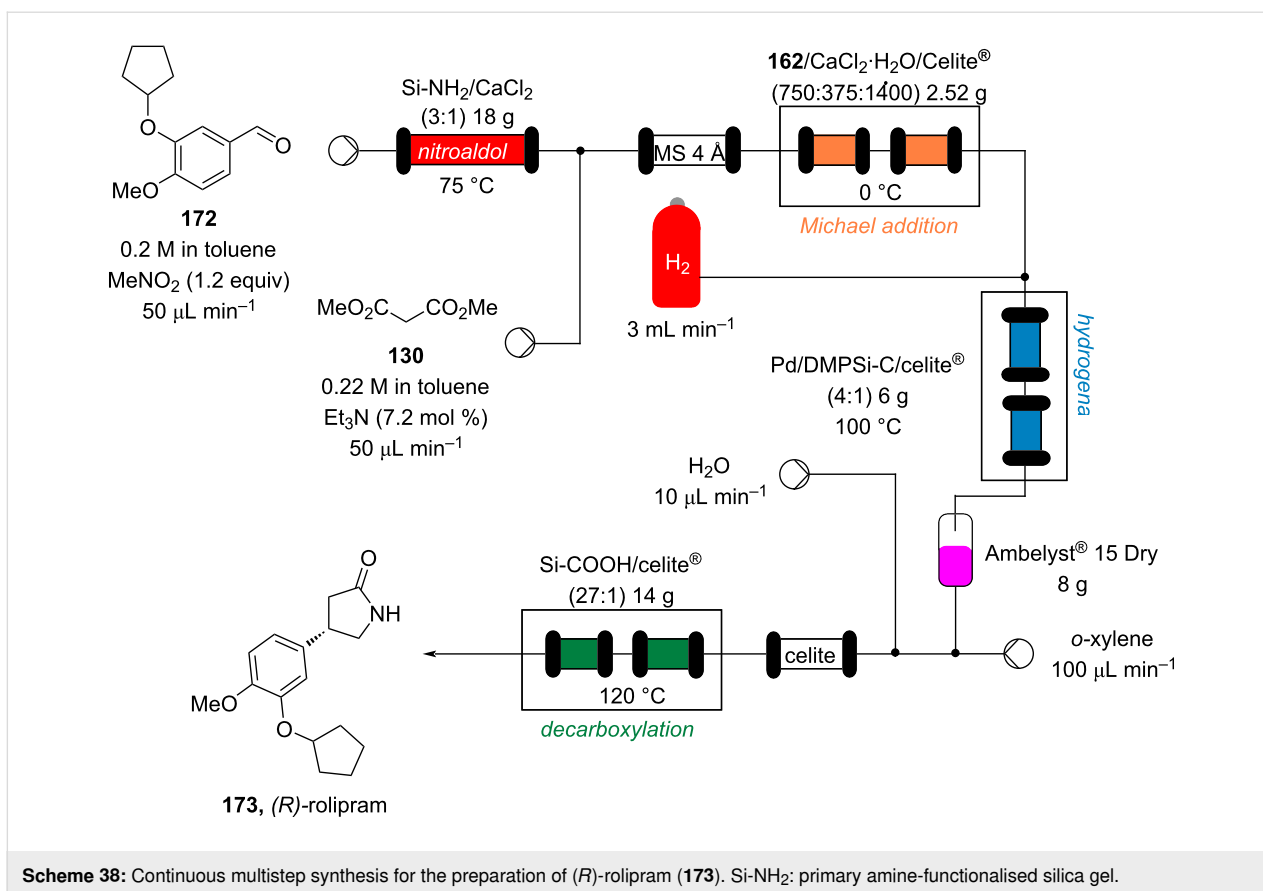 172
0.2 M in toluene
MeNO₂ (1.2 equiv)
50 μL min⁻¹
O
O
MeO
Si-NH₂/CaCl₂
(3:1) 18 g
nitroaldol
75 °C
MeO₂C CO₂Me
130
0.22 M in toluene
Et₃N (7.2 mol %)
50 μL min⁻¹
MS 4 Å
162/CaCl₂·H₂O/Celite®
(750:375:1400) 2.52 g
0 °C
Michael addition
H₂
3 mL min⁻¹
hydrogena
Pd/DMPSi-C/celite®
(4:1) 6 g
100 °C
H₂O
10 μL min⁻¹
Ambelyst® 15 Dry
8 g
o-xylene
100 μL min⁻¹
celite
Si-COOH/celite®
(27:1) 14 g
120 °C
decarboxylation
O
NH
MeO
O
173, (R)-rolipram
Scheme 38: Continuous multistep synthesis for the preparation of (R)-rolipram (173). Si-NH₂: primary amine-functionalised silica gel.